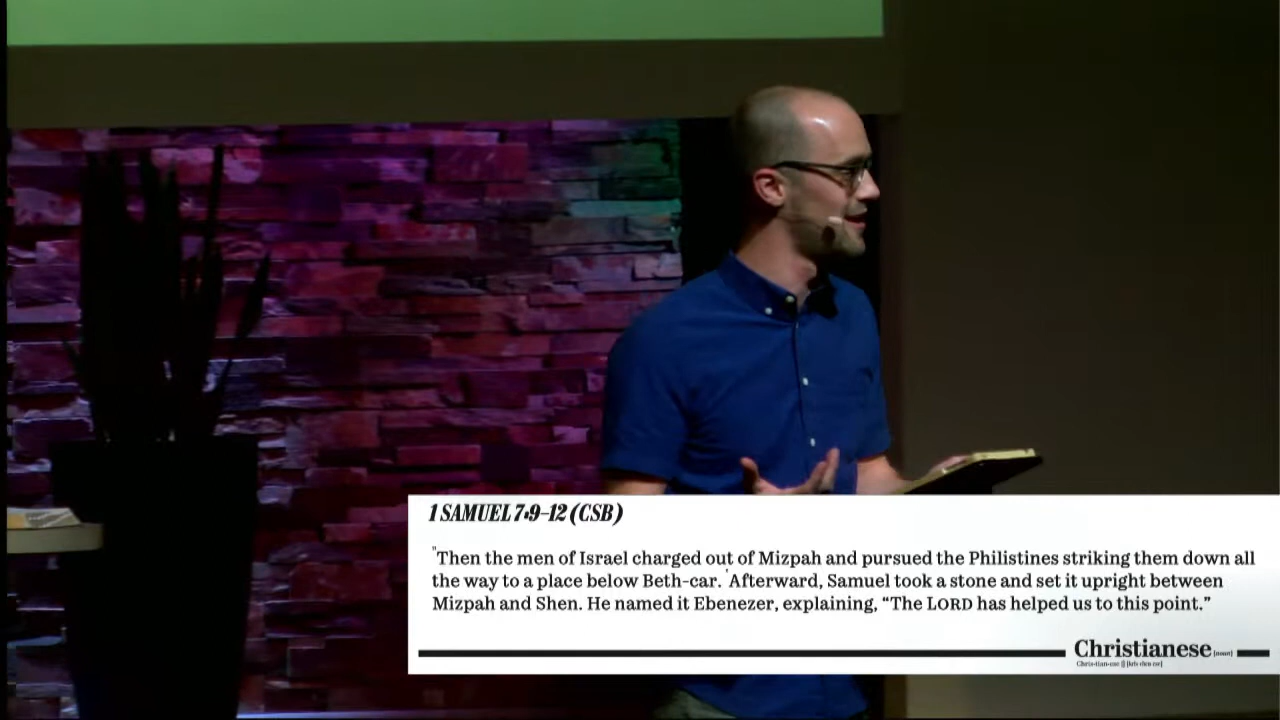 1 SAMUEL 7:9–12 (CSB)
Then the men of Israel charged out of Mizpah and pursued the Philistines striking them down all
the way to a place below Beth-car. Afterward, Samuel took a stone and set it upright between
Mizpah and Shen. He named it Ebenezer, explaining, “The LORD has helped us to this point.”
Christianese (noun)